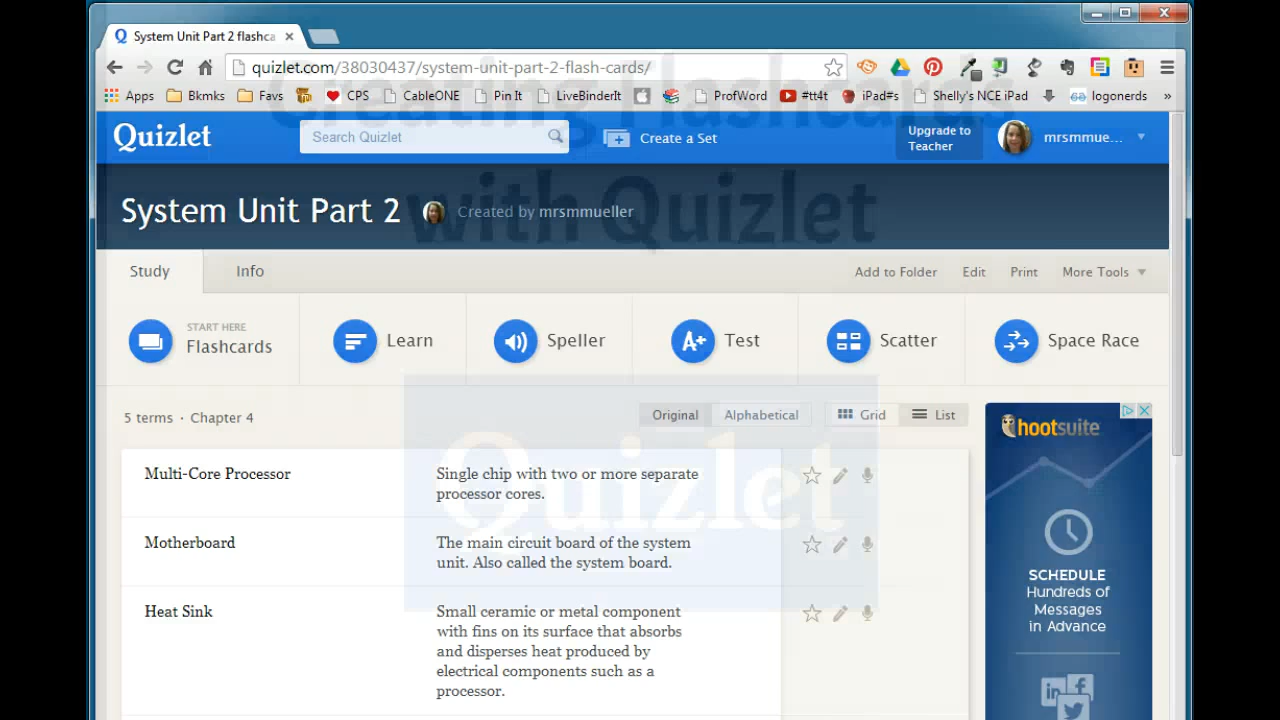 System Unit Part 2 flashca
quizlet.com/38030437/system-unit-part-2-flash-cards/
Apps Bkmks Favs CPS CableONE Pin It LiveBinderIt ProfWord #tt4t iPad#s Shelly's NCE iPad logonerds »
Creating Flashcards
with Quizlet
Quizlet Search Quizlet Create a Set Upgrade to Teacher mrsmmue...
System Unit Part 2 Created by mrsmmueller
Study Info Add to Folder Edit Print More Tools
START HERE
Flashcards Learn Speller Test Scatter Space Race
5 terms · Chapter 4 Original Alphabetical Grid List
Multi-Core Processor Single chip with two or more separate
processor cores.
Motherboard The main circuit board of the system
unit. Also called the system board.
Heat Sink Small ceramic or metal component
with fins on its surface that absorbs
and disperses heat produced by
electrical components such as a
processor.
Quizlet
hootsuite
SCHEDULE
Hundreds of
Messages
in Advance